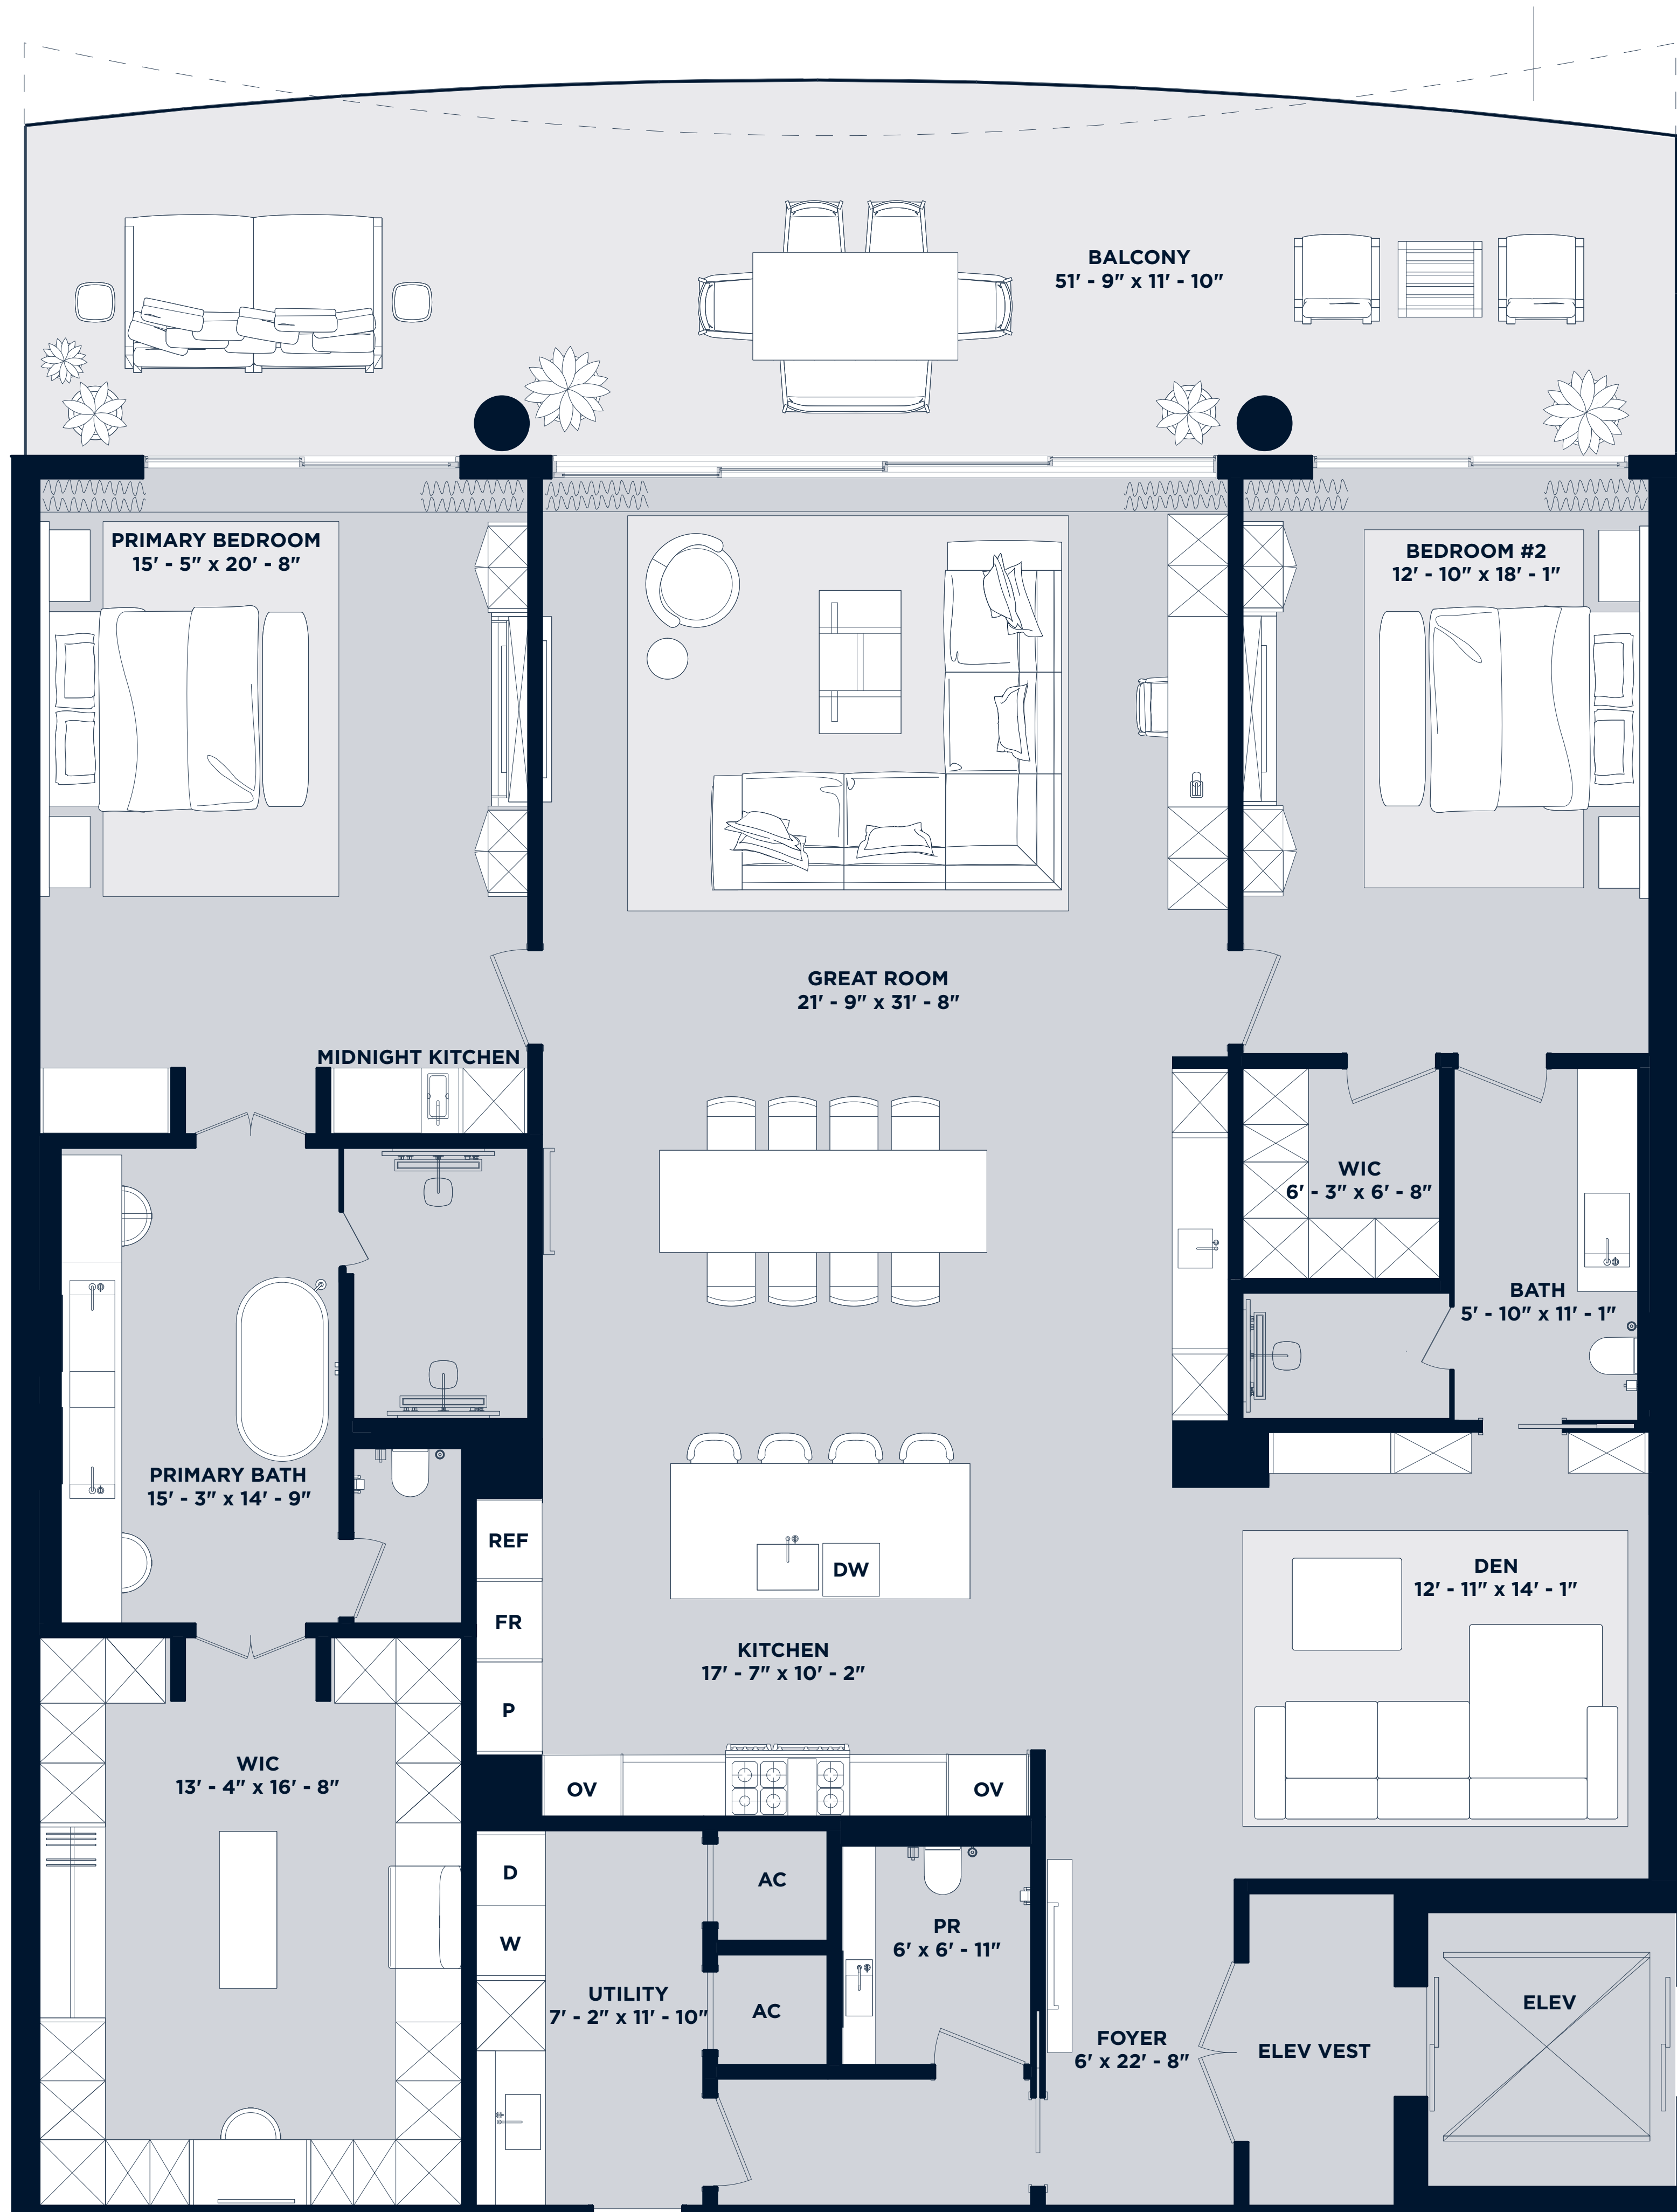 BALCONY
51' - 9" x 11' - 10"
PRIMARY BEDROOM
15' - 5" x 20' - 8"
BEDROOM #2
12' - 10" x 18' - 1"
GREAT ROOM
21' - 9" x 31' - 8"
MIDNIGHT KITCHEN
WIC
6' - 3" x 6' - 8"
BATH
5' - 10" x 11' - 1"
PRIMARY BATH
15' - 3" x 14' - 9"
REF
DW
DEN
12' - 11" x 14' - 1"
FR
KITCHEN
17' - 7" x 10' - 2"
P
WIC
13' - 4" x 16' - 8"
OV
OV
D
AC
W
PR
6' x 6' - 11"
UTILITY
7' - 2" x 11' - 10"
AC
ELEV
FOYER
6' x 22' - 8"
ELEV VEST